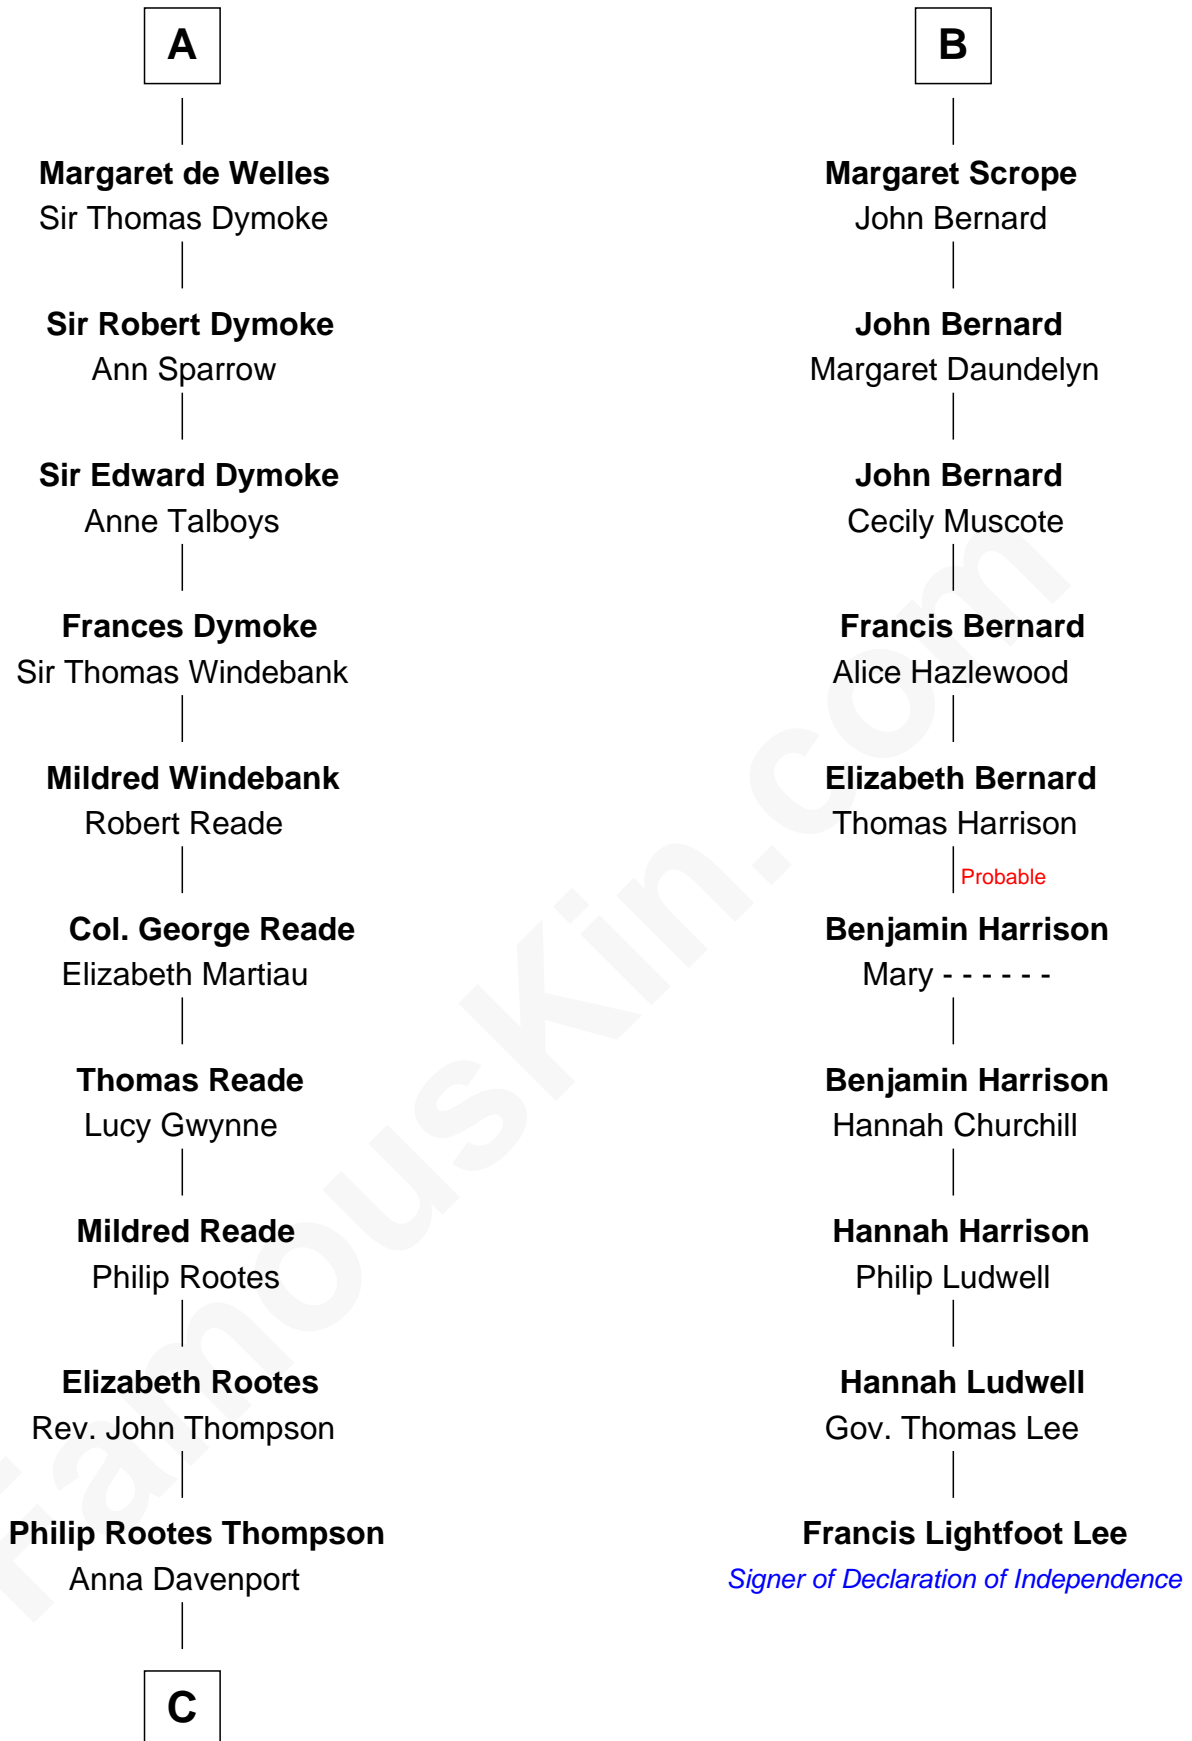 A
Margaret de Welles
Sir Thomas Dymoke
Sir Robert Dymoke
Ann Sparrow
Sir Edward Dymoke
Anne Talboys
Frances Dymoke
Sir Thomas Windebank
Mildred Windebank
Robert Reade
Col. George Reade
Elizabeth Martiau
Thomas Reade
Lucy Gwynne
Mildred Reade
Philip Rootes
Elizabeth Rootes
Rev. John Thompson
Philip Rootes Thompson
Anna Davenport
C
B
Margaret Scrope
John Bernard
John Bernard
Margaret Daundelyn
John Bernard
Cecily Muscote
Francis Bernard
Alice Hazlewood
Elizabeth Bernard
Thomas Harrison
Probable
Benjamin Harrison
Mary - - - - - -
Benjamin Harrison
Hannah Churchill
Hannah Harrison
Philip Ludwell
Hannah Ludwell
Gov. Thomas Lee
Francis Lightfoot Lee
Signer of Declaration of Independence
FamousKin.com